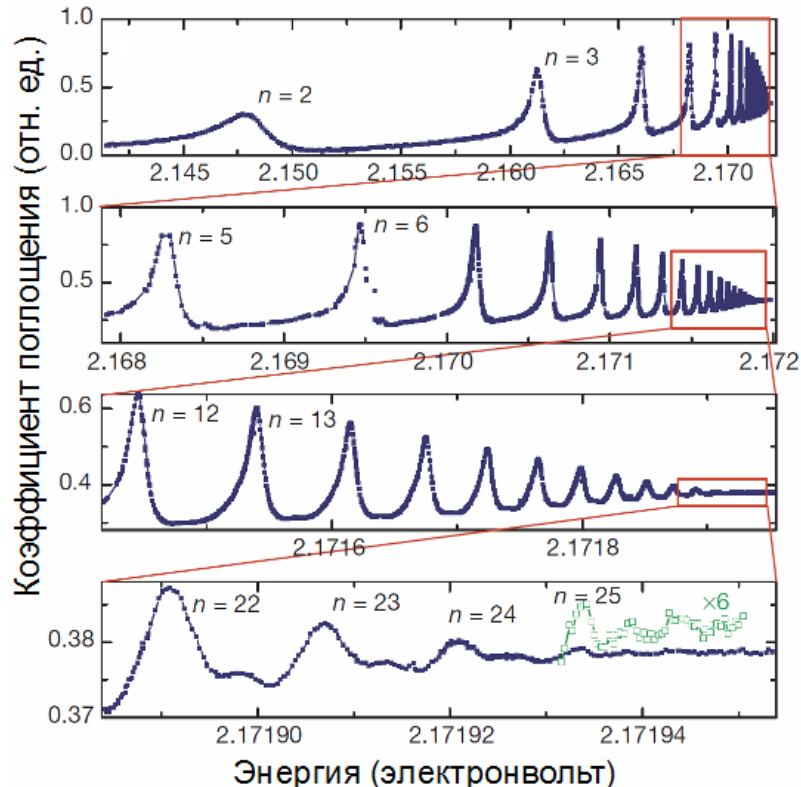 Коэффициент поглощения (отн. ед.)
1.0
0.5
0.0
n = 2
n = 3
2.145 2.150 2.155 2.160 2.165 2.170
1.0
0.5
n = 5
n = 6
2.168 2.169 2.170 2.171 2.172
0.6
0.4
n = 12
n = 13
2.1716 2.1718
0.38
0.37
n = 22
n = 23
n = 24
n = 25
×6
2.17190 2.17192 2.17194
Энергия (электронвольт)